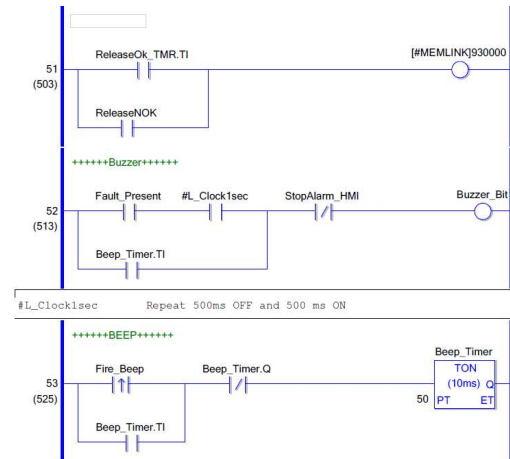 ReleaseOk_TMR.TI [#MEMLINK]930000
51
(503)
ReleaseNOK
++++++Buzzer++++++
Fault_Present #L_Clock1sec StopAlarm_HMI Buzzer_Bit
52
(513)
Beep_Timer.TI
#L_Clock1sec Repeat 500ms OFF and 500 ms ON
++++++BEEP++++++
Beep_Timer
Fire_Beep Beep_Timer.Q TON
53 (10ms) Q
(525) 50 PT ET
Beep_Timer.TI